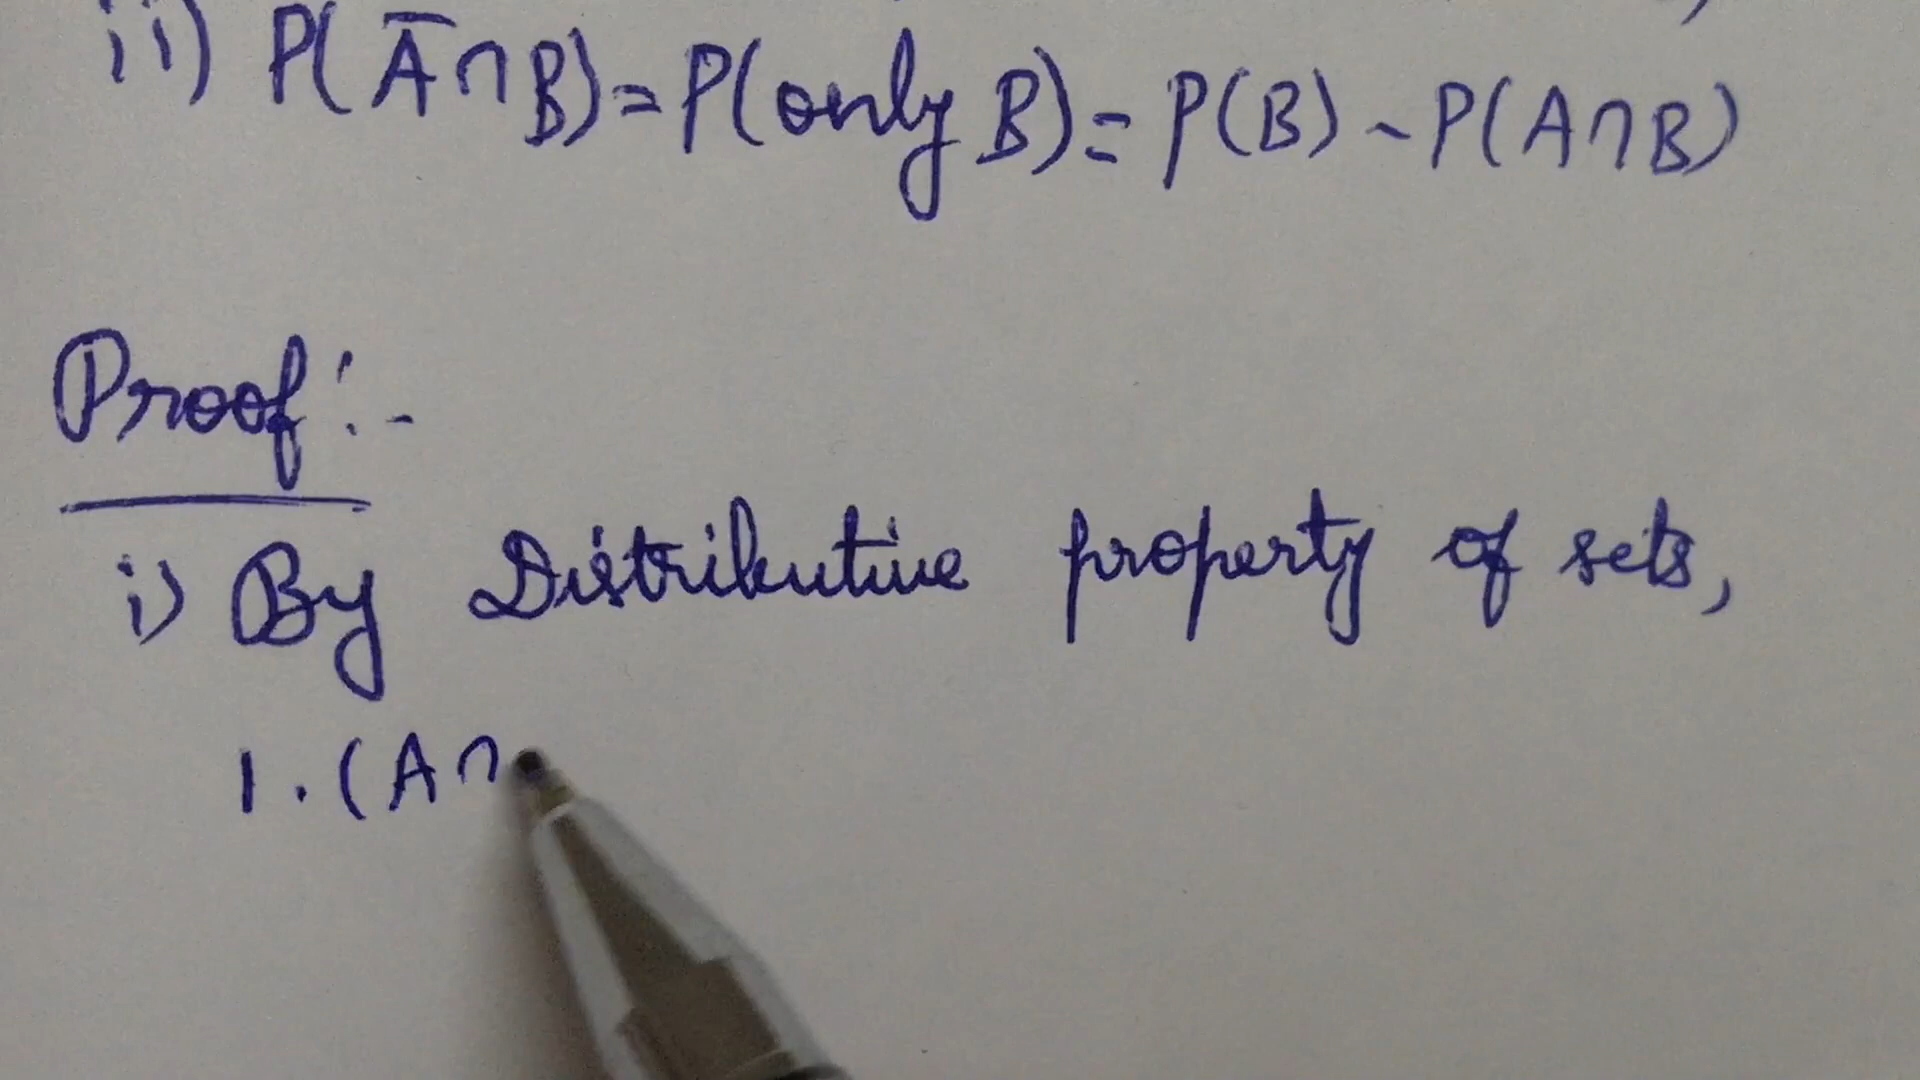 ii) P(A̅∩B)=P(only B)=P(B)-P(A∩B)
Proof:-
i) By Distributive property of sets,
1. (A∩